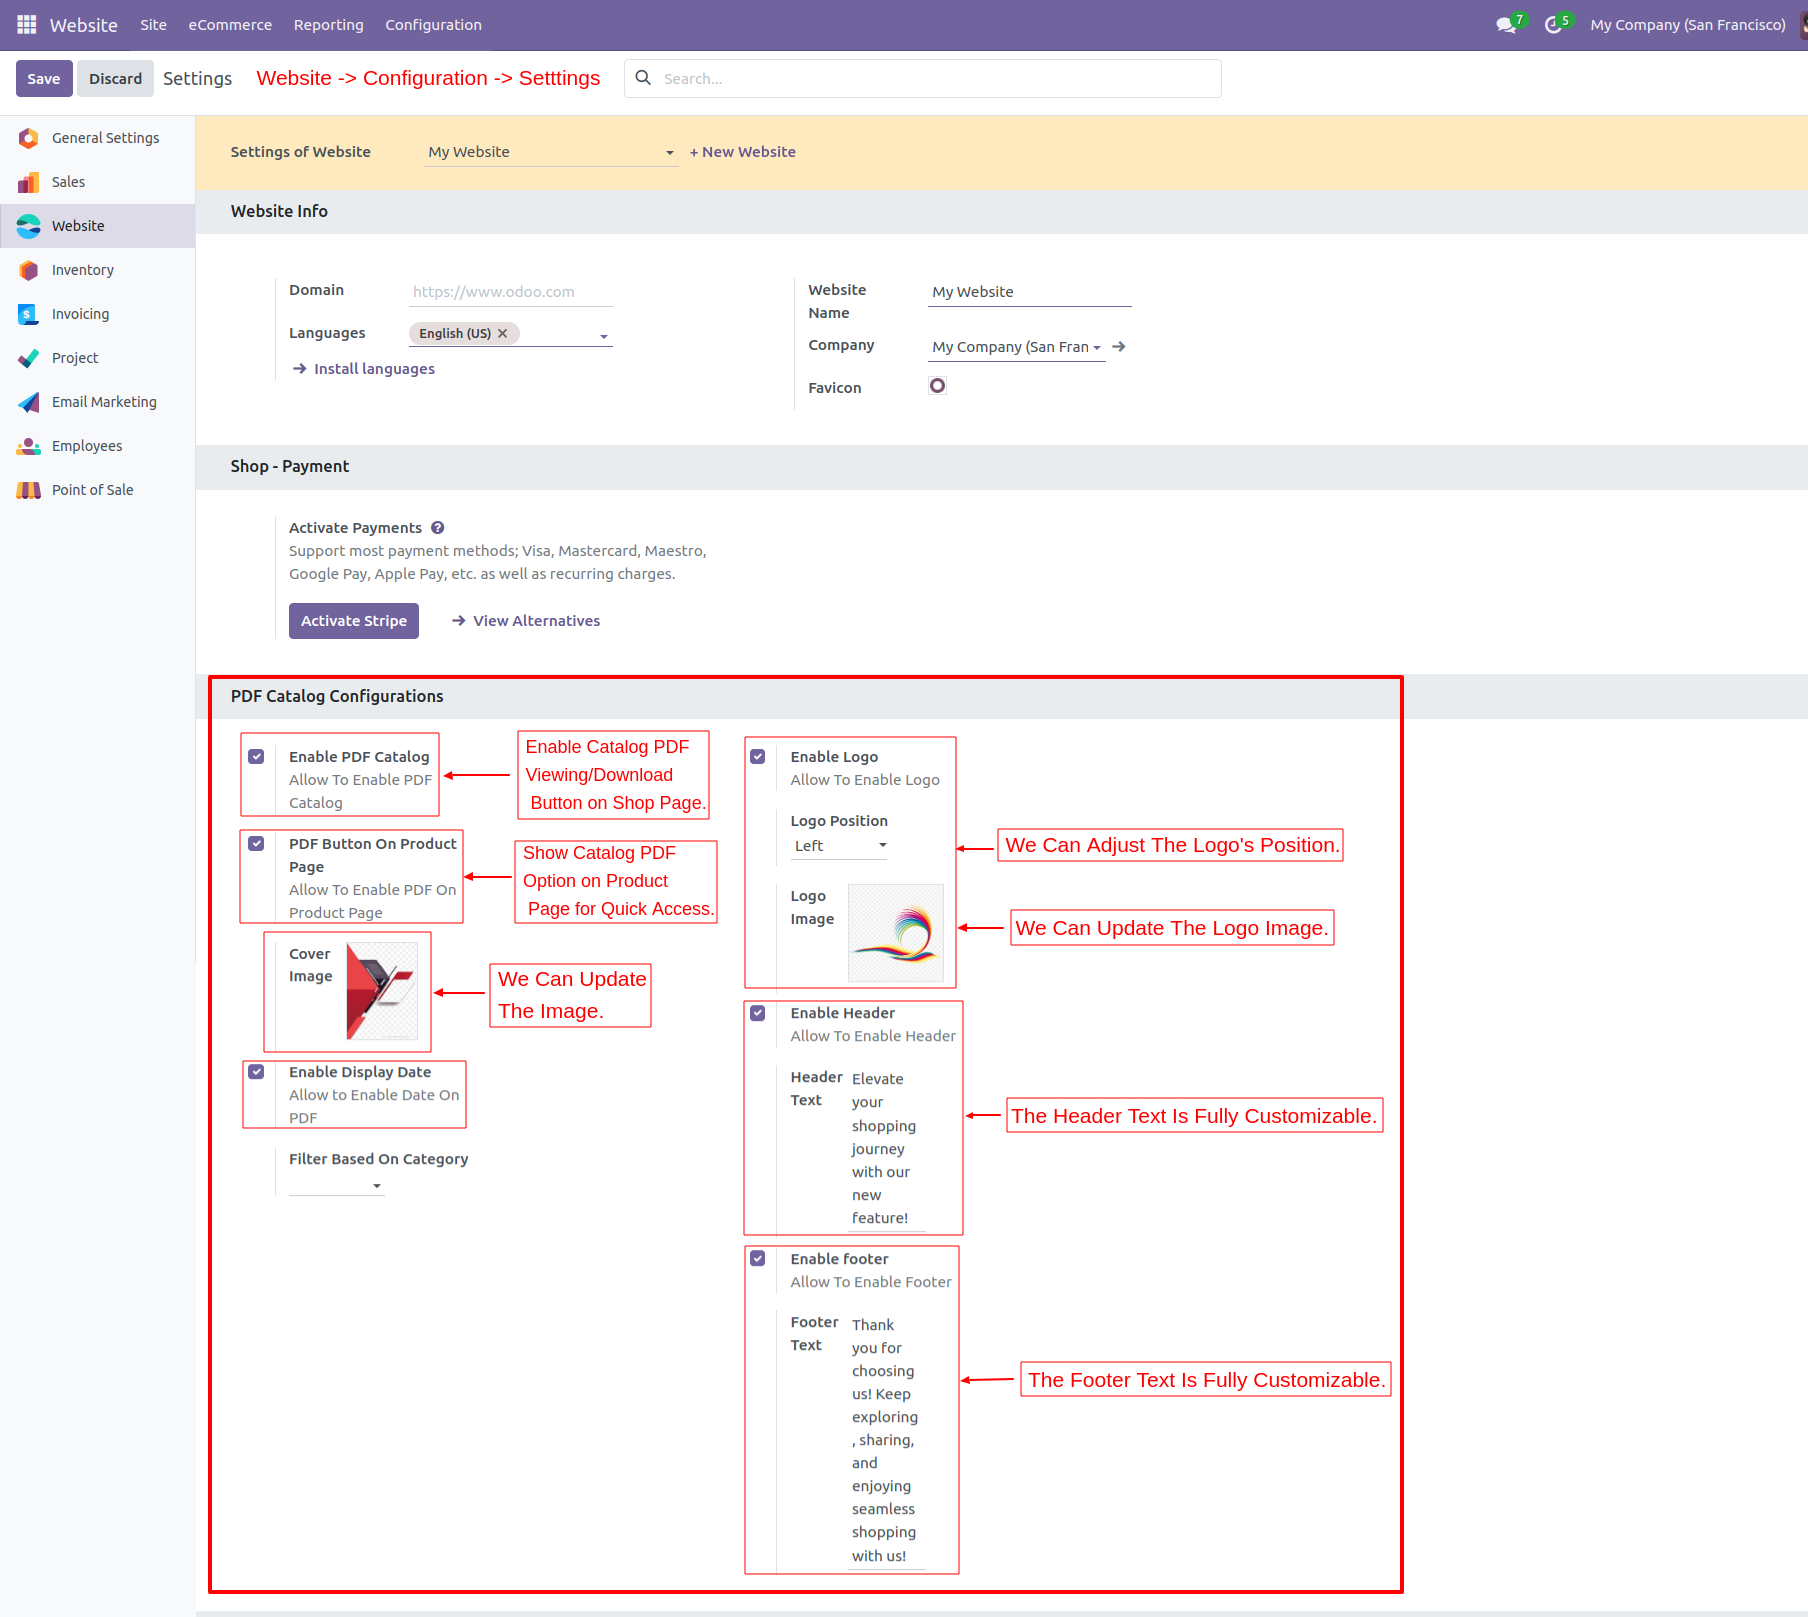 Website Site eCommerce Reporting Configuration 7 5 My Company (San Francisco)
Save Discard Settings Website -> Configuration -> Setttings Search...
General Settings
Sales
Website
Inventory
Invoicing
Project
Email Marketing
Employees
Point of Sale
Settings of Website My Website + New Website
Website Info
Domain https://www.odoo.com
Languages English (US)
Install languages
Website
Name
My Website
Company My Company (San Fran
Favicon
Shop - Payment
Activate Payments ?
Support most payment methods; Visa, Mastercard, Maestro,
Google Pay, Apple Pay, etc. as well as recurring charges.
Activate Stripe View Alternatives
PDF Catalog Configurations
Enable PDF Catalog
Allow To Enable PDF
Catalog
Enable Catalog PDF
Viewing/Download
Button on Shop Page.
PDF Button On Product
Page
Allow To Enable PDF On
Product Page
Show Catalog PDF
Option on Product
Page for Quick Access.
Cover
Image
We Can Update
The Image.
Enable Display Date
Allow to Enable Date On
PDF
Filter Based On Category
Enable Logo
Allow To Enable Logo
Logo Position
Left
We Can Adjust The Logo's Position.
Logo
Image
We Can Update The Logo Image.
Enable Header
Allow To Enable Header
Header
Text
Elevate
your
shopping
journey
with our
new
feature!
The Header Text Is Fully Customizable.
Enable footer
Allow To Enable Footer
Footer
Text
Thank
you for
choosing
us! Keep
exploring
, sharing,
and
enjoying
seamless
shopping
with us!
The Footer Text Is Fully Customizable.